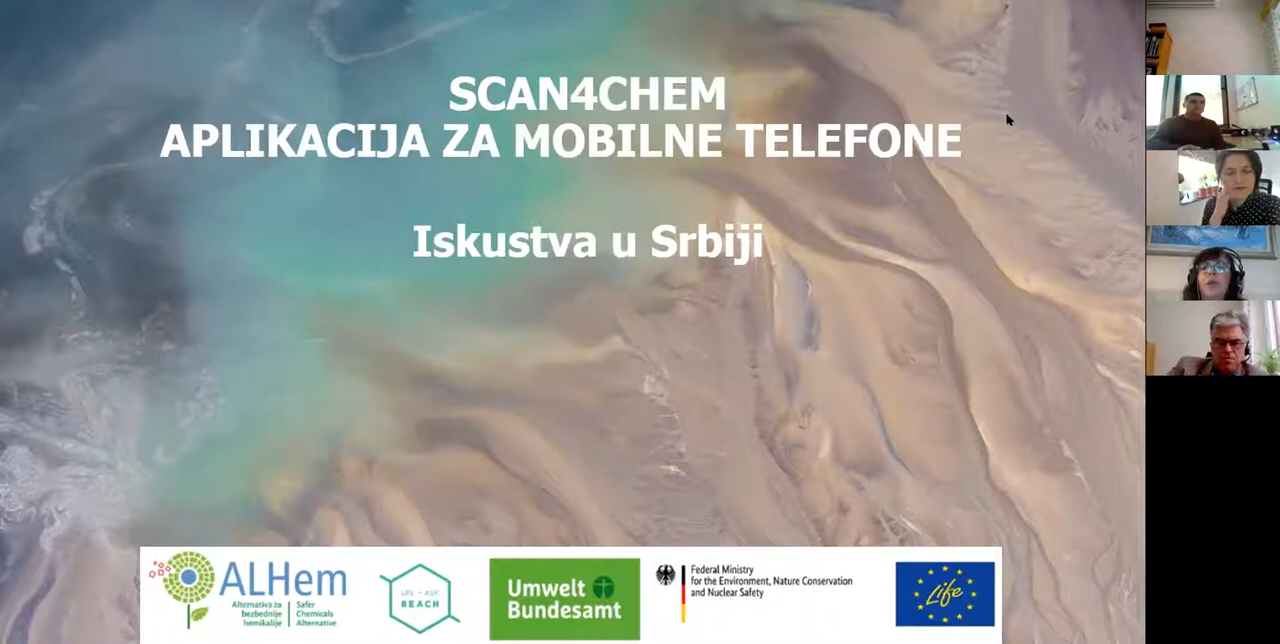 SCAN4CHEM
APLIKACIJA ZA MOBILNE TELEFONE
Iskustva u Srbiji
ALHem
Alternativa za
bezbednije
hemikalije
Safer
Chemicals
Alternative
LIFE - ASK
REACH
Umwelt
Bundesamt
Federal Ministry
for the Environment, Nature Conservation
and Nuclear Safety
Life